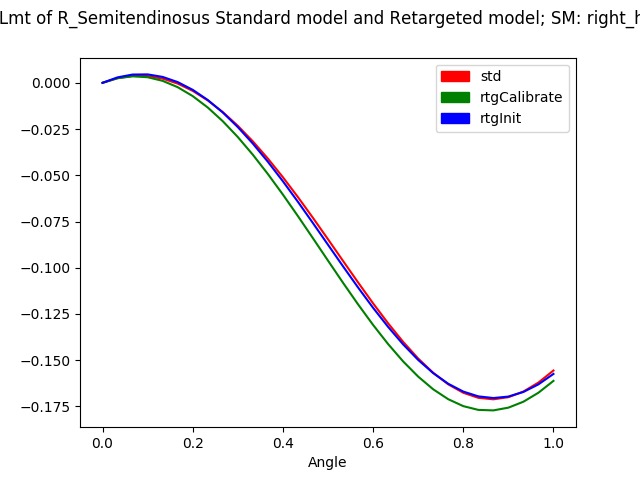 Lmt of R_Semitendinosus Standard model and Retargeted model; SM: right_h
std
rtgCalibrate
rtgInit
0.000
−0.025
−0.050
−0.075
−0.100
−0.125
−0.150
−0.175
0.0 0.2 0.4 0.6 0.8 1.0
Angle